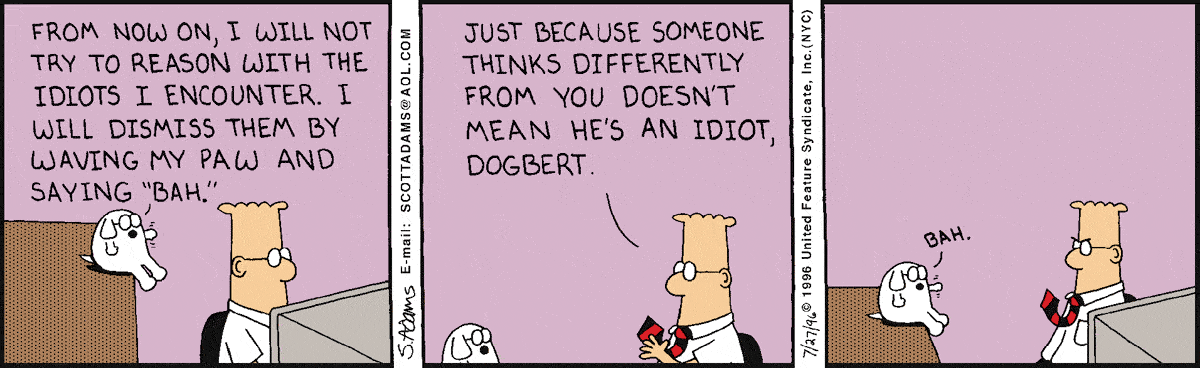 FROM NOW ON, I WILL NOT
TRY TO REASON WITH THE
IDIOTS I ENCOUNTER. I
WILL DISMISS THEM BY
WAVING MY PAW AND
SAYING "BAH."
S.Adams E-mail: SCOTTADAMS@AOL.COM
JUST BECAUSE SOMEONE
THINKS DIFFERENTLY
FROM YOU DOESN'T
MEAN HE'S AN IDIOT,
DOGBERT.
7/27/96 © 1996 United Feature Syndicate, Inc.(NYC)
BAH.